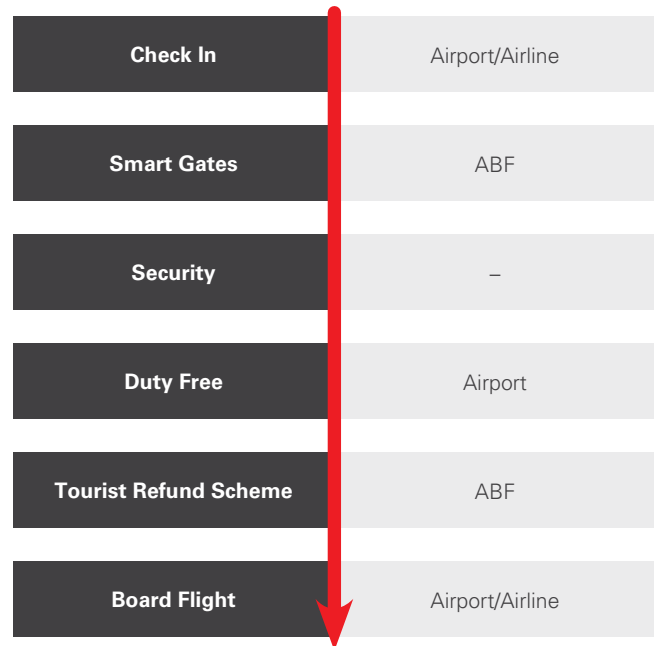 Check In
Airport/Airline
Smart Gates
ABF
Security
–
Duty Free
Airport
Tourist Refund Scheme
ABF
Board Flight
Airport/Airline